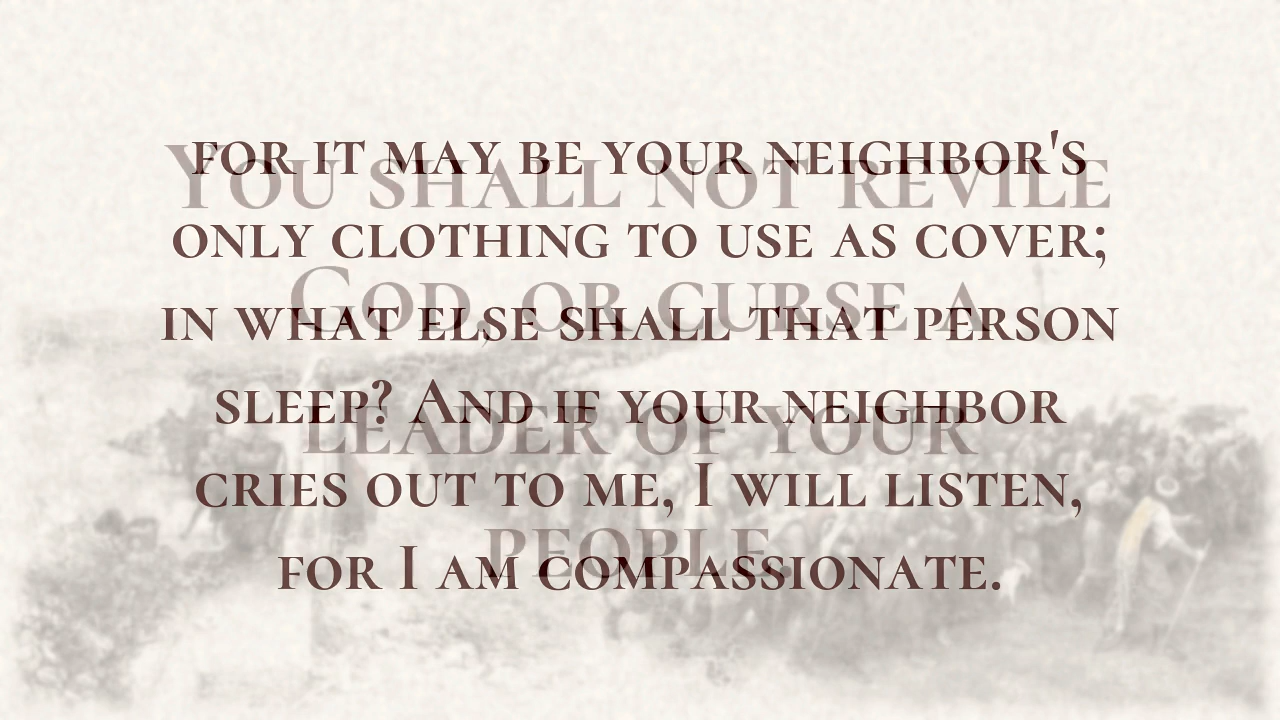 for it may be your neighbor's
only clothing to use as cover;
in what else shall that person
sleep? And if your neighbor
cries out to me, I will listen,
for I am compassionate.
You shall not revile
God, or curse a
leader of your
people.